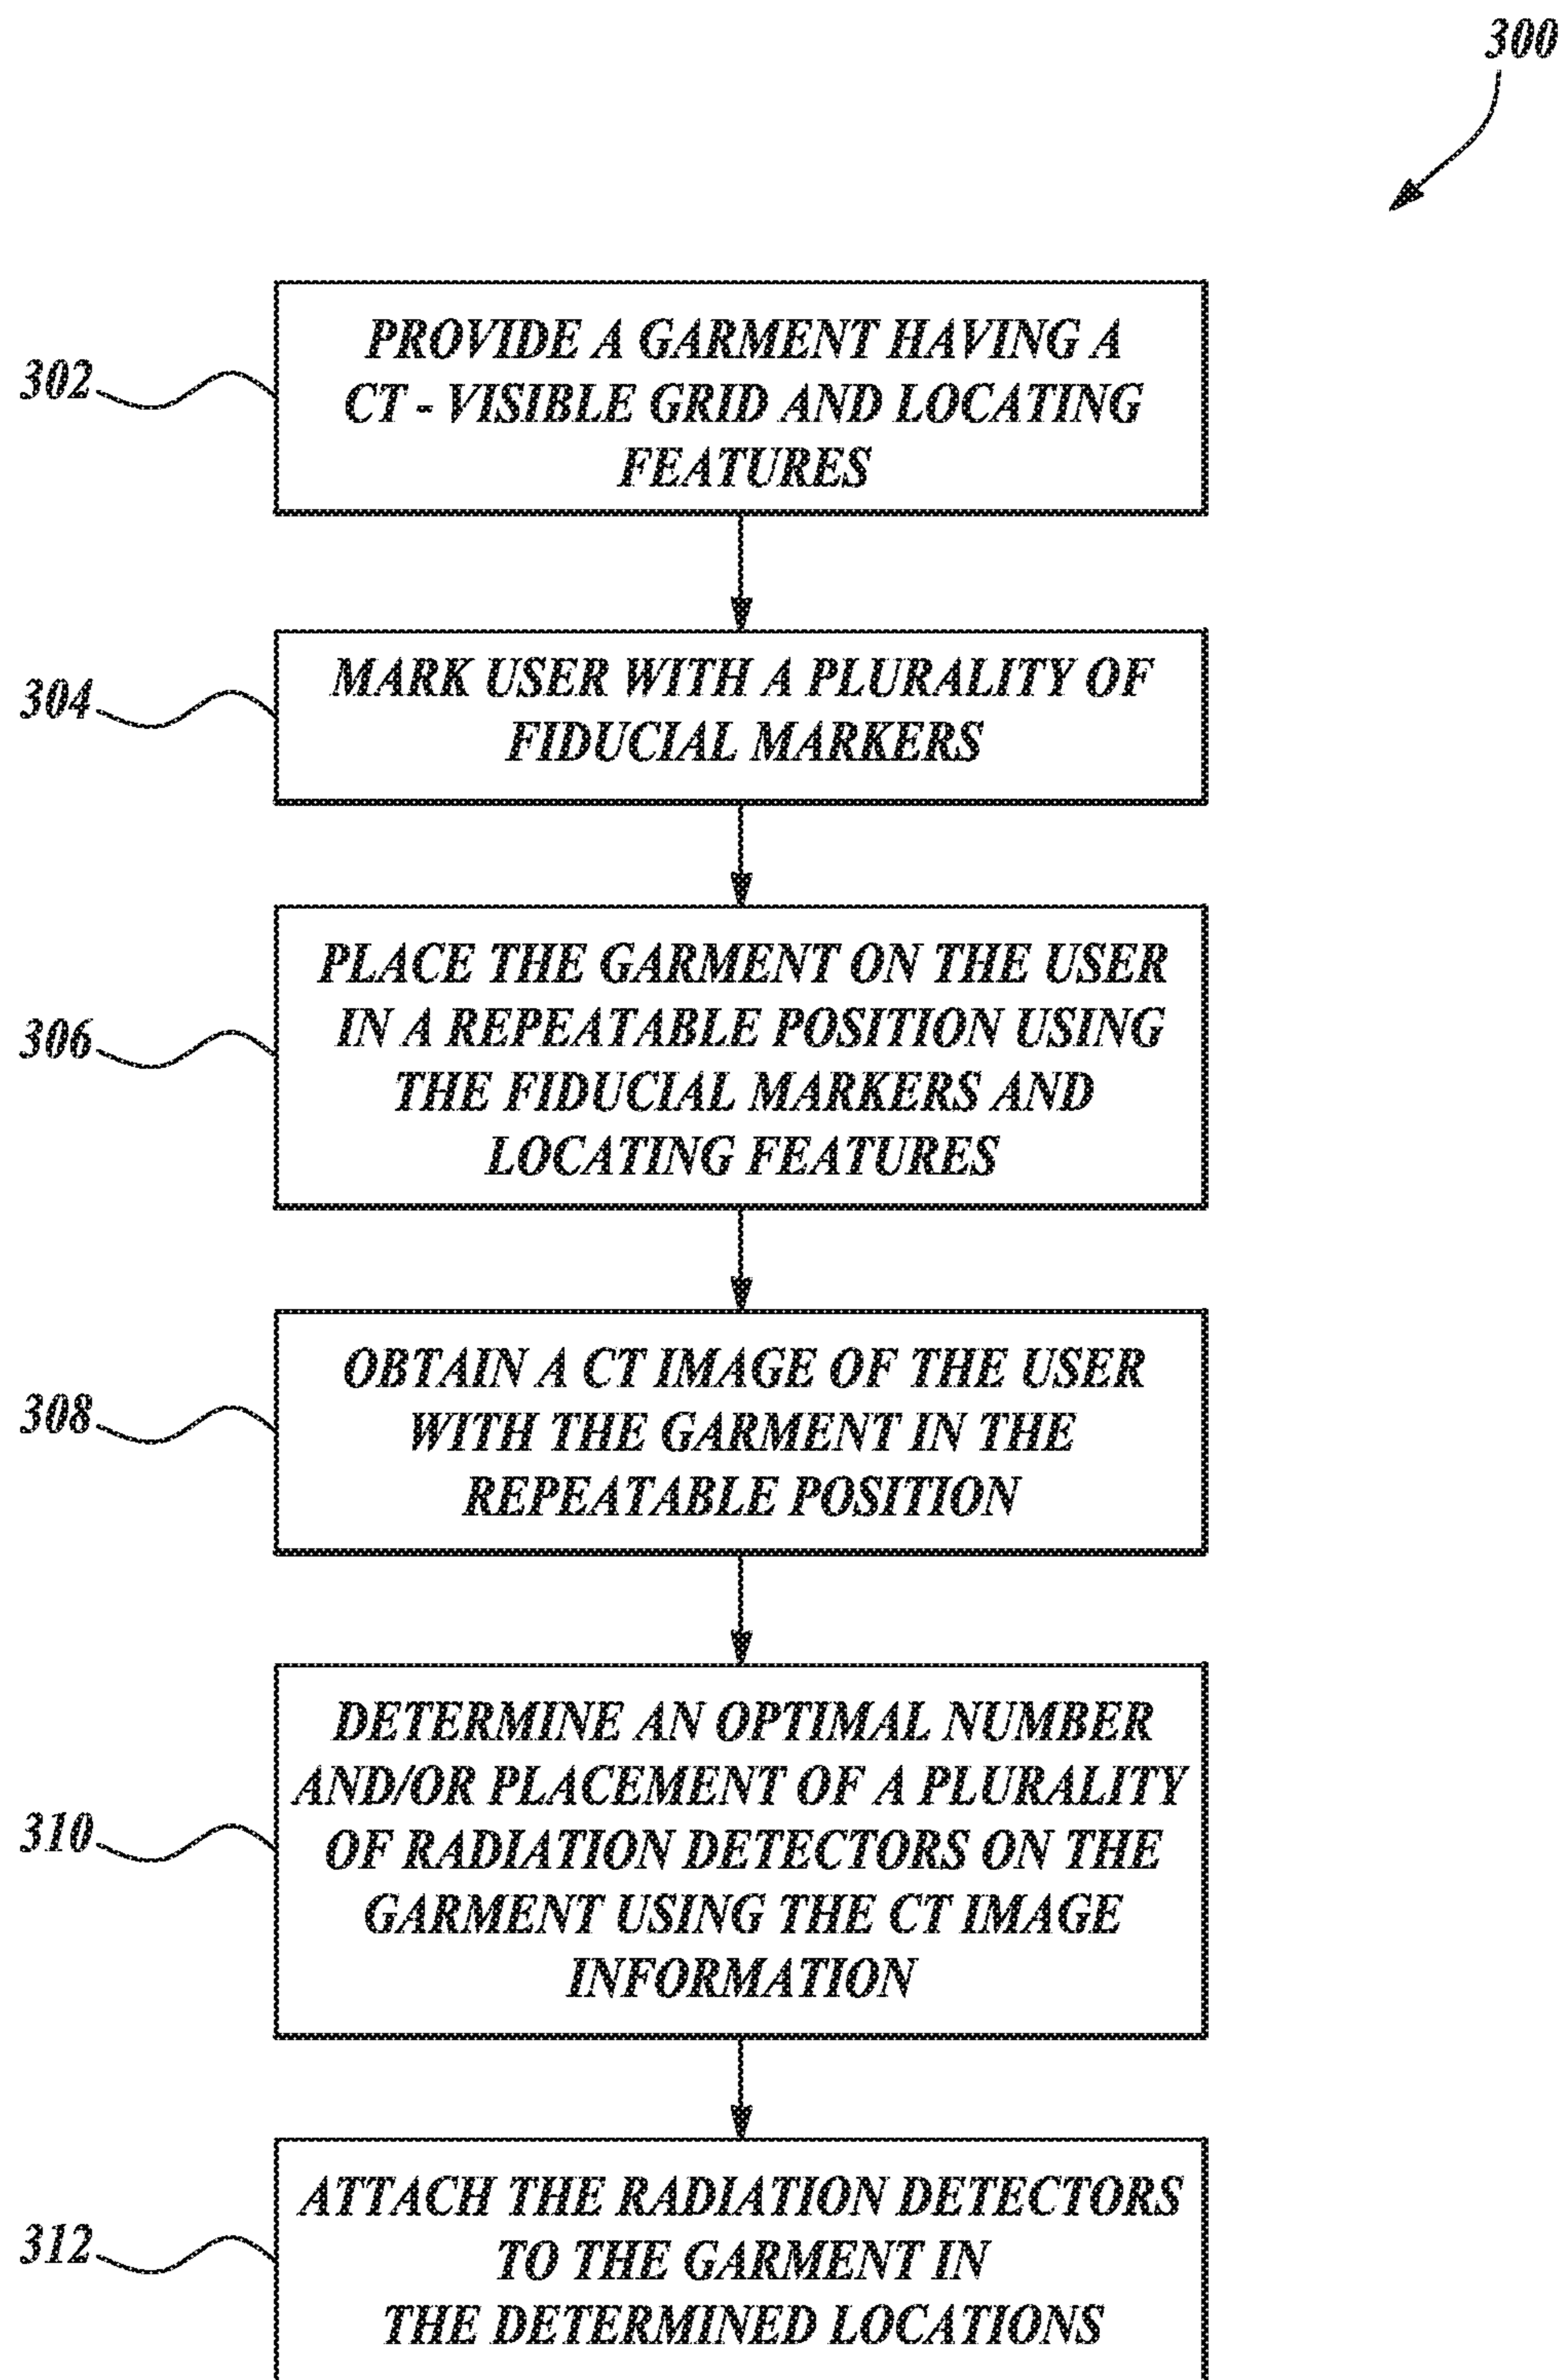 300
302
PROVIDE A GARMENT HAVING A
CT - VISIBLE GRID AND LOCATING
FEATURES
304
MARK USER WITH A PLURALITY OF
FIDUCIAL MARKERS
306
PLACE THE GARMENT ON THE USER
IN A REPEATABLE POSITION USING
THE FIDUCIAL MARKERS AND
LOCATING FEATURES
308
OBTAIN A CT IMAGE OF THE USER
WITH THE GARMENT IN THE
REPEATABLE POSITION
310
DETERMINE AN OPTIMAL NUMBER
AND/OR PLACEMENT OF A PLURALITY
OF RADIATION DETECTORS ON THE
GARMENT USING THE CT IMAGE
INFORMATION
312
ATTACH THE RADIATION DETECTORS
TO THE GARMENT IN
THE DETERMINED LOCATIONS